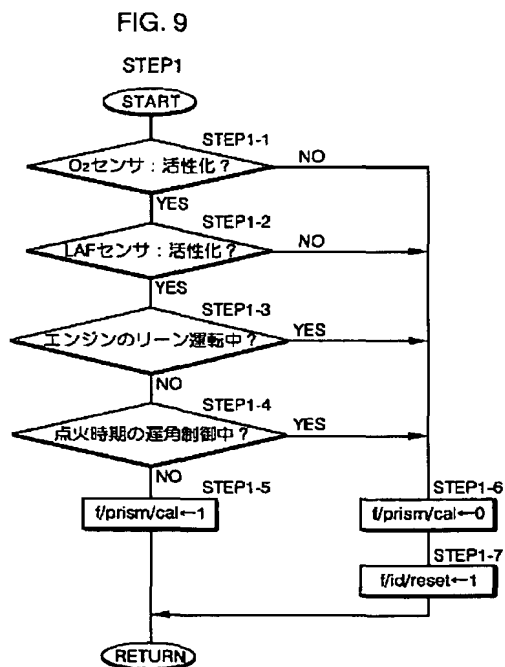 FIG. 9
STEP1
START
STEP1-1
O₂センサ：活性化？
NO
YES
STEP1-2
LAFセンサ：活性化？
NO
YES
STEP1-3
エンジンのリーン運転中？
YES
NO
STEP1-4
点火時期の遅角制御中？
YES
NO
STEP1-5
f/prism/cal←1
STEP1-6
f/prism/cal←0
STEP1-7
f/id/reset←1
RETURN